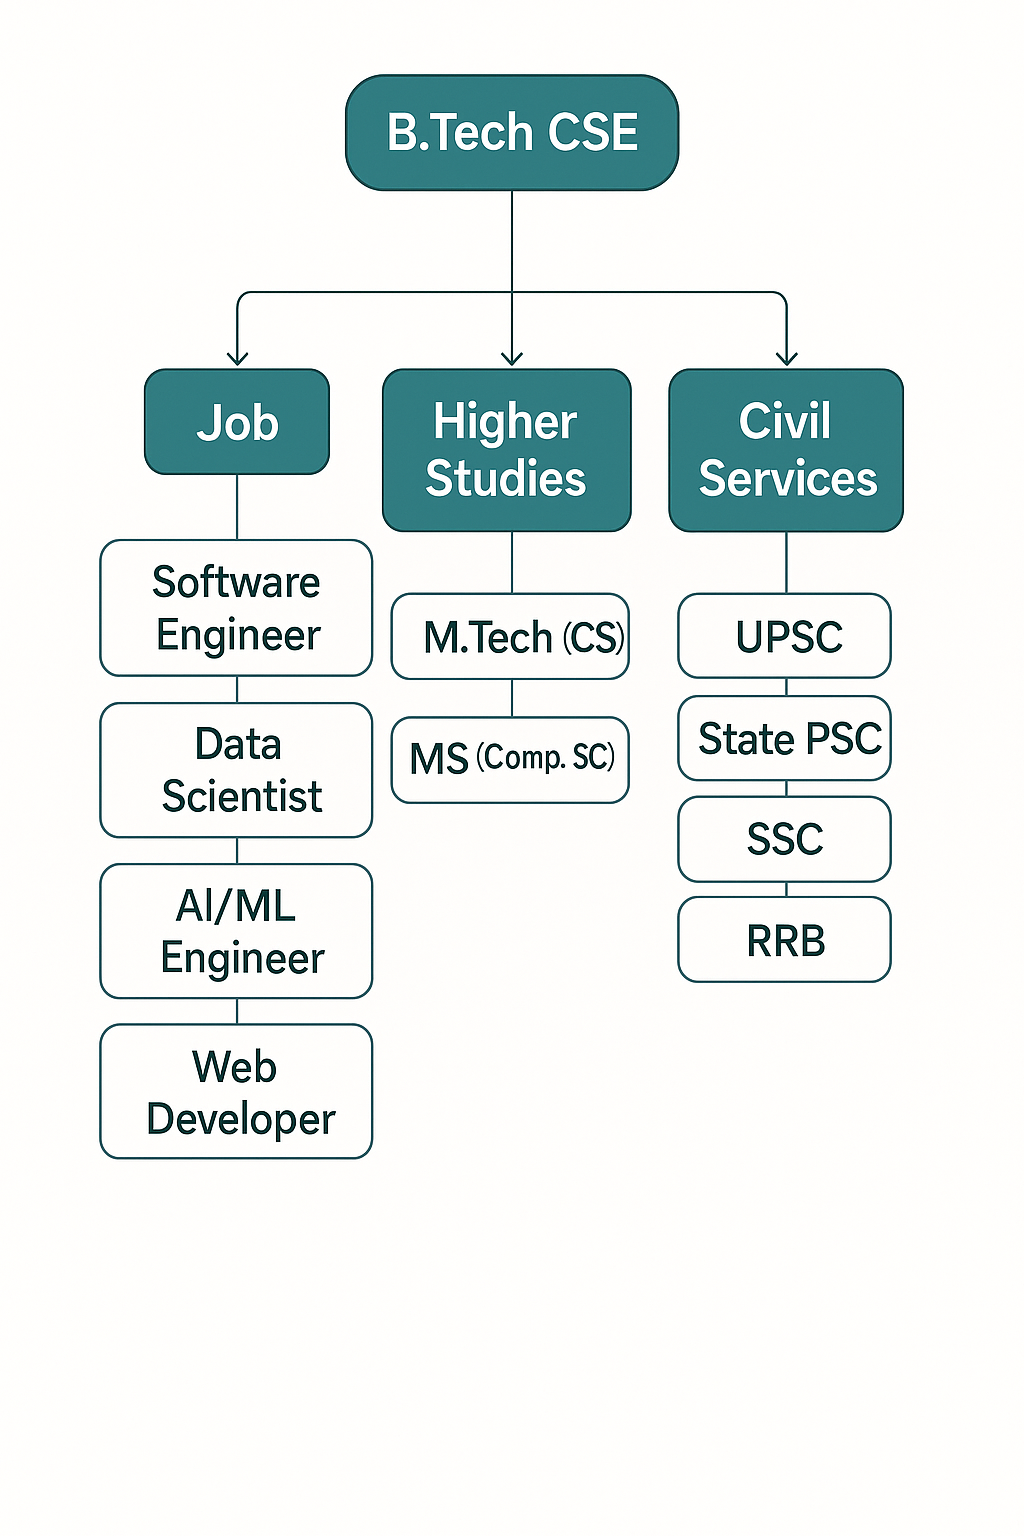 B.Tech CSE
Job
Higher
Studies
Civil
Services
Software
Engineer
Data
Scientist
AI/ML
Engineer
Web
Developer
M.Tech (CS)
MS (Comp. SC)
UPSC
State PSC
SSC
RRB